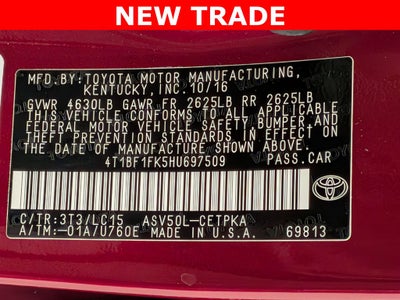 NEW TRADE
MFD.BY:TOYOTA MOTOR MANUFACTURING,
KENTUCKY, INC. 10/16
GVWR 4630LB GAWR FR 2625LB RR 2625LB
THIS VEHICLE CONFORMS TO ALL APPLICABLE
FEDERAL MOTOR VEHICLE SAFETY,BUMPER,AND
THEFT PREVENTION STANDARDS IN EFFECT
ON THE DATE OF MANUFACTURE SHOWN ABOVE.
4T1BF1FK5HU697509 PASS.CAR
C/TR:3T3/LC15 ASV50L-CETPKA
A/TM:-01A/U760E MADE IN U.S.A. 69813
TOYOTA